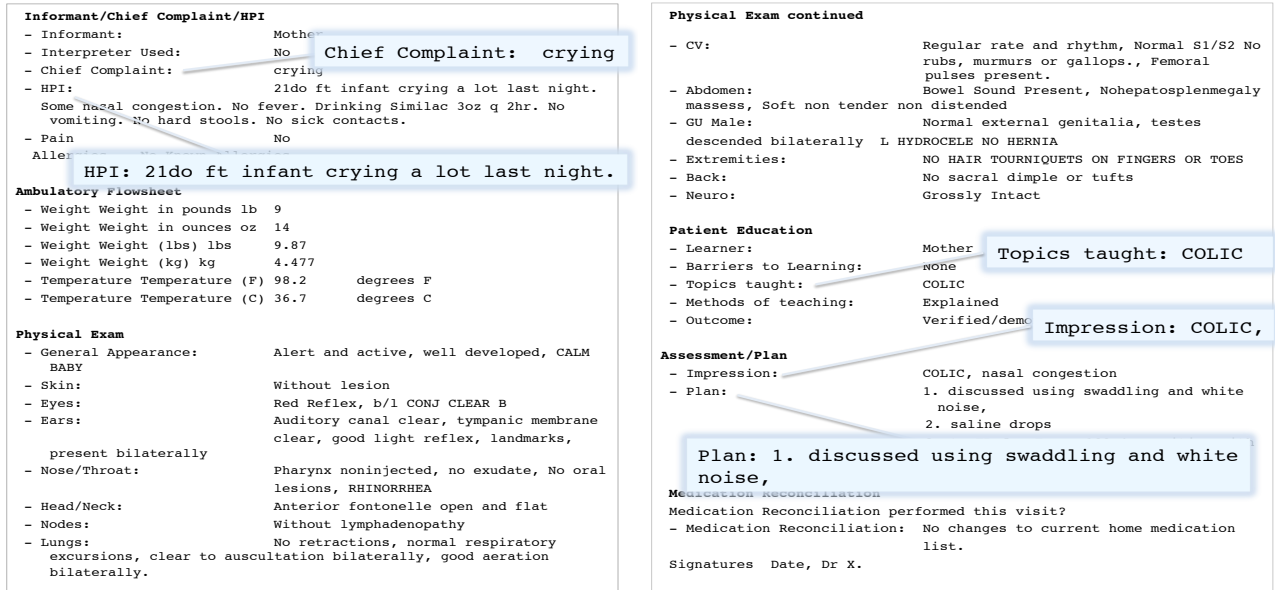 Informant/Chief Complaint/HPI
- Informant: Mother
- Interpreter Used: No
Chief Complaint: crying
- Chief Complaint: crying
- HPI: 21do ft infant crying a lot last night.
Some nasal congestion. No fever. Drinking Similac 3oz q 2hr. No
vomiting. No hard stools. No sick contacts.
- Pain No
HPI: 21do ft infant crying a lot last night.
Ambulatory Flowsheet
- Weight Weight in pounds lb 9
- Weight Weight in ounces oz 14
- Weight Weight (lbs) lbs 9.87
- Weight Weight (kg) kg 4.477
- Temperature Temperature (F) 98.2 degrees F
- Temperature Temperature (C) 36.7 degrees C
Physical Exam
- General Appearance: Alert and active, well developed, CALM
BABY
- Skin: Without lesion
- Eyes: Red Reflex, b/l CONJ CLEAR B
- Ears: Auditory canal clear, tympanic membrane
clear, good light reflex, landmarks,
present bilaterally
- Nose/Throat: Pharynx noninjected, no exudate, No oral
lesions, RHINORRHEA
- Head/Neck: Anterior fontonelle open and flat
- Nodes: Without lymphadenopathy
- Lungs: No retractions, normal respiratory
excursions, clear to auscultation bilaterally, good aeration
bilaterally.
Physical Exam continued
- CV: Regular rate and rhythm, Normal S1/S2 No
rubs, murmurs or gallops., Femoral
pulses present.
- Abdomen: Bowel Sound Present, Nohepatosplenmegaly
massess, Soft non tender non distended
- GU Male: Normal external genitalia, testes
descended bilaterally L HYDROCELE NO HERNIA
- Extremities: NO HAIR TOURNIQUETS ON FINGERS OR TOES
- Back: No sacral dimple or tufts
- Neuro: Grossly Intact
Patient Education
- Learner: Mother
Topics taught: COLIC
- Barriers to Learning: None
- Topics taught: COLIC
- Methods of teaching: Explained
- Outcome: Verified/demo
Impression: COLIC,
Assessment/Plan
- Impression: COLIC, nasal congestion
- Plan: 1. discussed using swaddling and white
noise,
2. saline drops
Plan: 1. discussed using swaddling and white
noise,
Medication Reconciliation
Medication Reconciliation performed this visit?
- Medication Reconciliation: No changes to current home medication
list.
Signatures Date, Dr X.